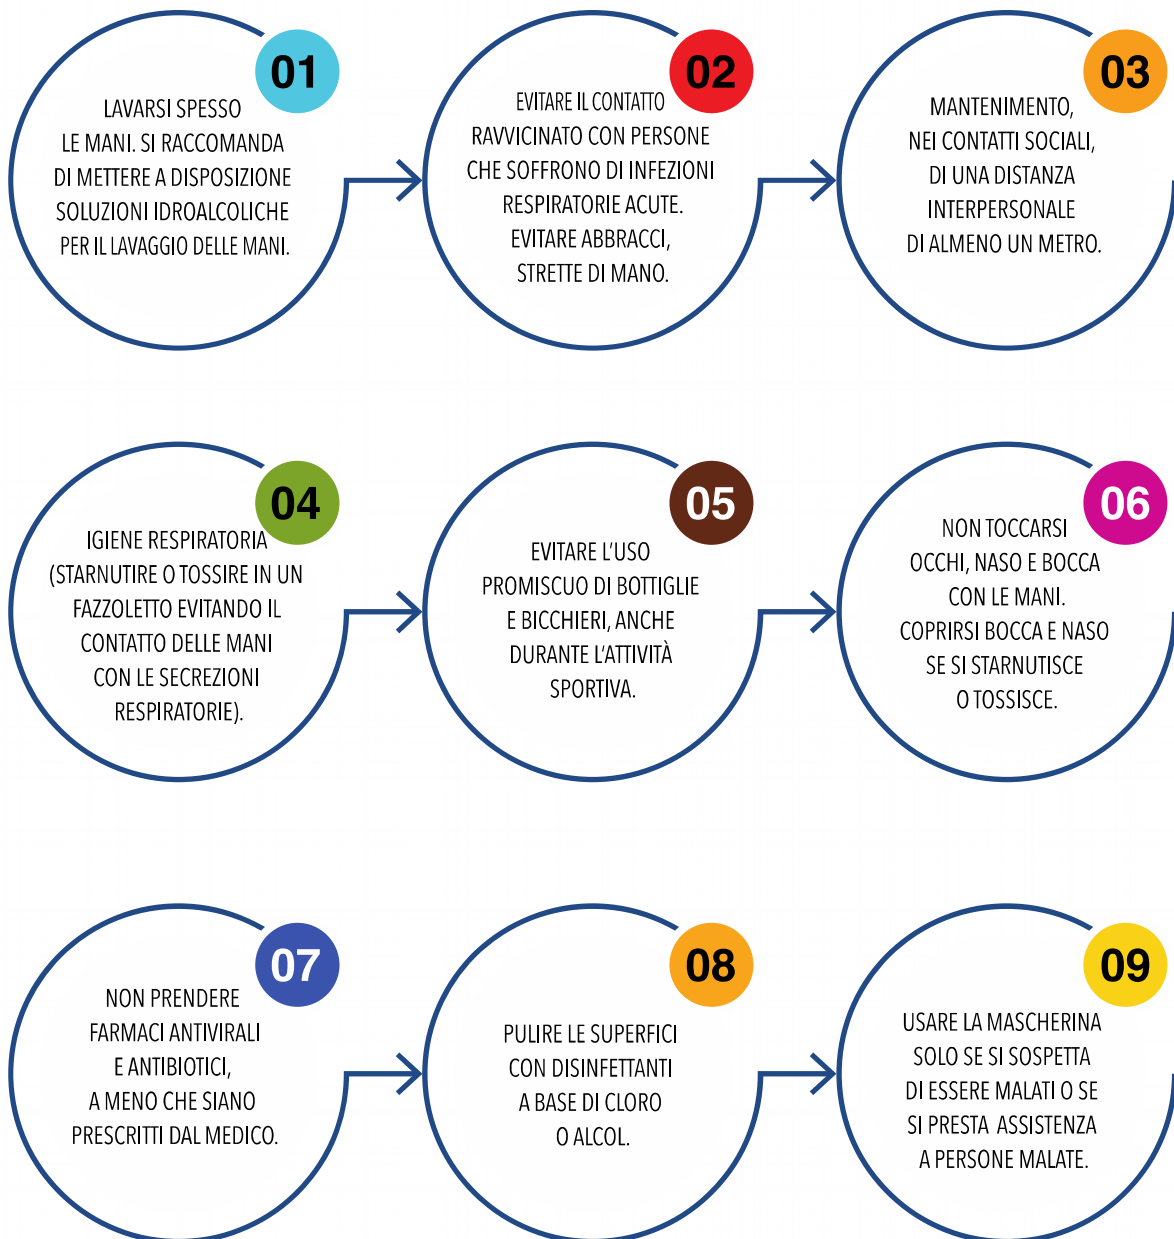 01
LAVARSI SPESSO
LE MANI. SI RACCOMANDA
DI METTERE A DISPOSIZIONE
SOLUZIONI IDROALCOLICHE
PER IL LAVAGGIO DELLE MANI.
02
EVITARE IL CONTATTO
RAVVICINATO CON PERSONE
CHE SOFFRONO DI INFEZIONI
RESPIRATORIE ACUTE.
EVITARE ABBRACCI,
STRETTE DI MANO.
03
MANTENIMENTO,
NEI CONTATTI SOCIALI,
DI UNA DISTANZA
INTERPERSONALE
DI ALMENO UN METRO.
04
IGIENE RESPIRATORIA
(STARNUTIRE O TOSSIRE IN UN
FAZZOLETTO EVITANDO IL
CONTATTO DELLE MANI
CON LE SECREZIONI
RESPIRATORIE).
05
EVITARE L'USO
PROMISCUO DI BOTTIGLIE
E BICCHIERI, ANCHE
DURANTE L'ATTIVITÀ
SPORTIVA.
06
NON TOCCARSI
OCCHI, NASO E BOCCA
CON LE MANI.
COPRIRSI BOCCA E NASO
SE SI STARNUTISCE
O TOSSISCE.
07
NON PRENDERE
FARMACI ANTIVIRALI
E ANTIBIOTICI,
A MENO CHE SIANO
PRESCRITTI DAL MEDICO.
08
PULIRE LE SUPERFICI
CON DISINFETTANTI
A BASE DI CLORO
O ALCOL.
09
USARE LA MASCHERINA
SOLO SE SI SOSPETTA
DI ESSERE MALATI O SE
SI PRESTA ASSISTENZA
A PERSONE MALATE.